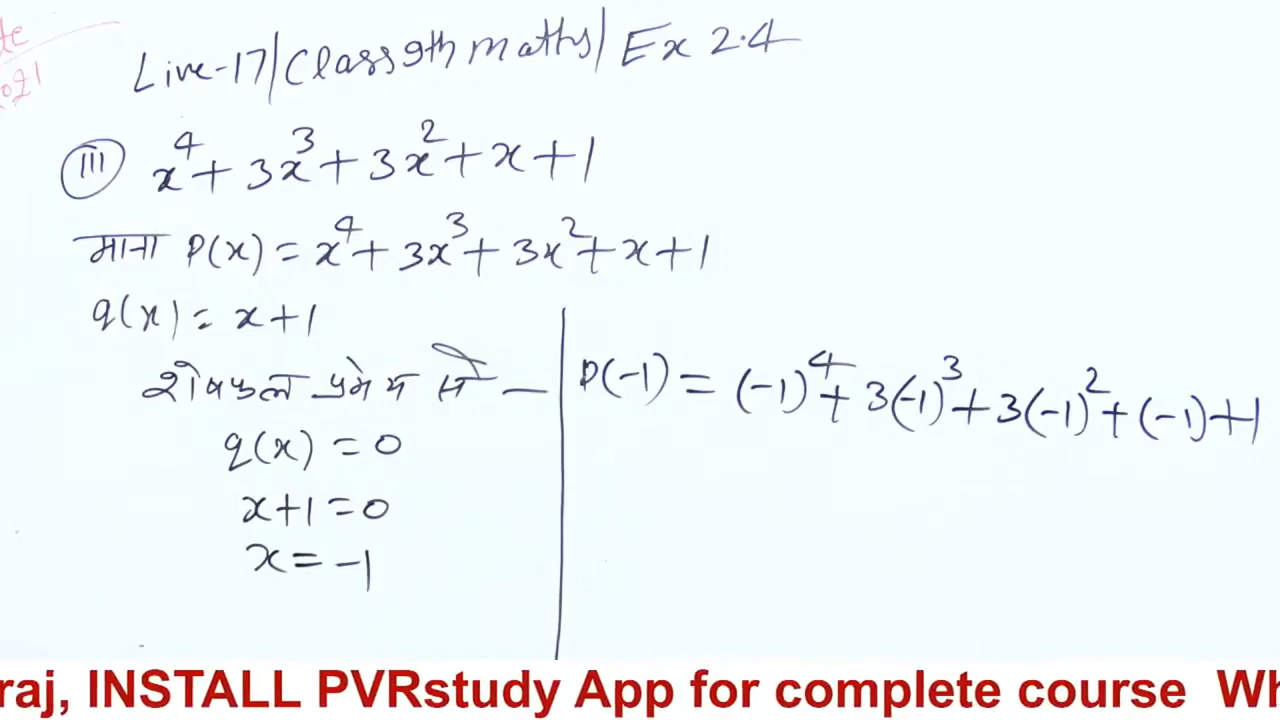 te
2021
Live-17/Class 9th maths/ Ex 2.4
(III) x⁴ + 3x³ + 3x² + x + 1
माना P(x) = x⁴ + 3x³ + 3x² + x + 1
q(x) = x + 1
शेषफल प्रमेय से —
q(x) = 0
x + 1 = 0
x = -1
P(-1) = (-1)⁴ + 3(-1)³ + 3(-1)² + (-1) + 1
raj, INSTALL PVRstudy App for complete course Wh